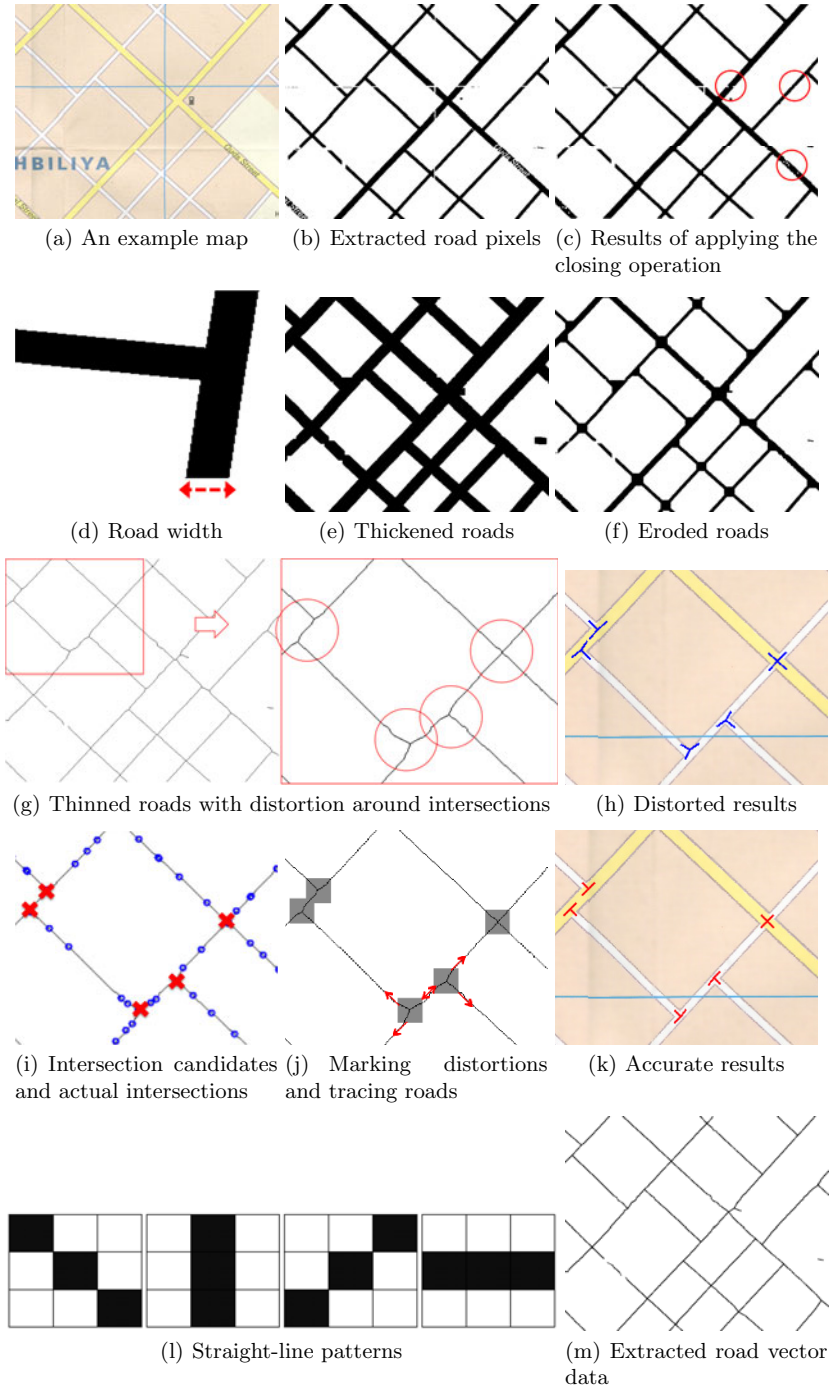 HBILIYA
(a) An example map
(b) Extracted road pixels
(c) Results of applying the
closing operation
(d) Road width
(e) Thickened roads
(f) Eroded roads
(g) Thinned roads with distortion around intersections
(h) Distorted results
(i) Intersection candidates
and actual intersections
(j) Marking distortions
and tracing roads
(k) Accurate results
(l) Straight-line patterns
(m) Extracted road vector
data